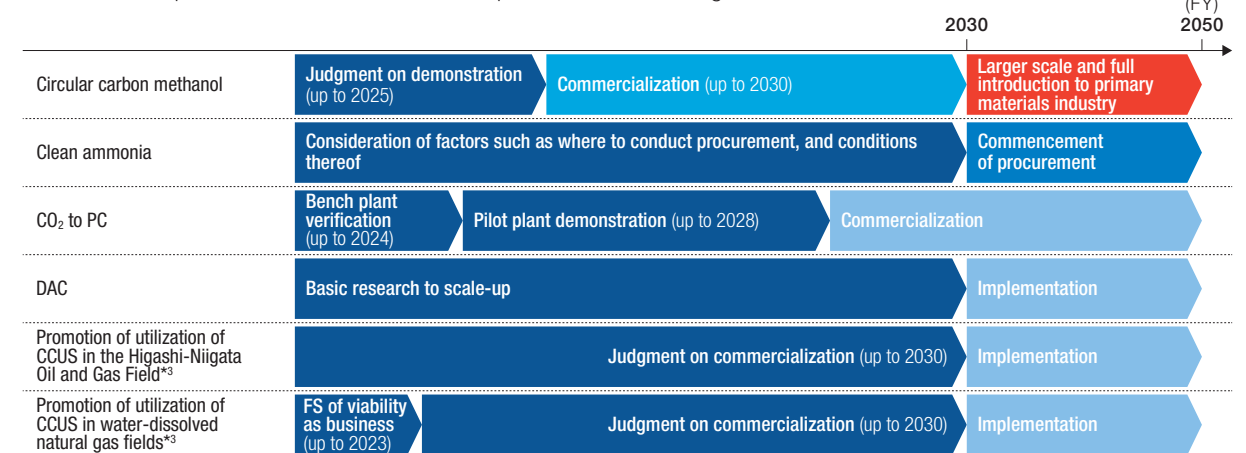 (FY)
2030
2050
Circular carbon methanol
Judgment on demonstration
(up to 2025)
Commercialization (up to 2030)
Larger scale and full
introduction to primary
materials industry
Clean ammonia
Consideration of factors such as where to conduct procurement, and conditions
thereof
Commencement
of procurement
CO₂ to PC
Bench plant
verification
(up to 2024)
Pilot plant demonstration (up to 2028)
Commercialization
DAC
Basic research to scale-up
Implementation
Promotion of utilization of
CCUS in the Higashi-Niigata
Oil and Gas Field*3
Judgment on commercialization (up to 2030)
Implementation
Promotion of utilization of
CCUS in water-dissolved
natural gas fields*3
FS of viability
as business
(up to 2023)
Judgment on commercialization (up to 2030)
Implementation